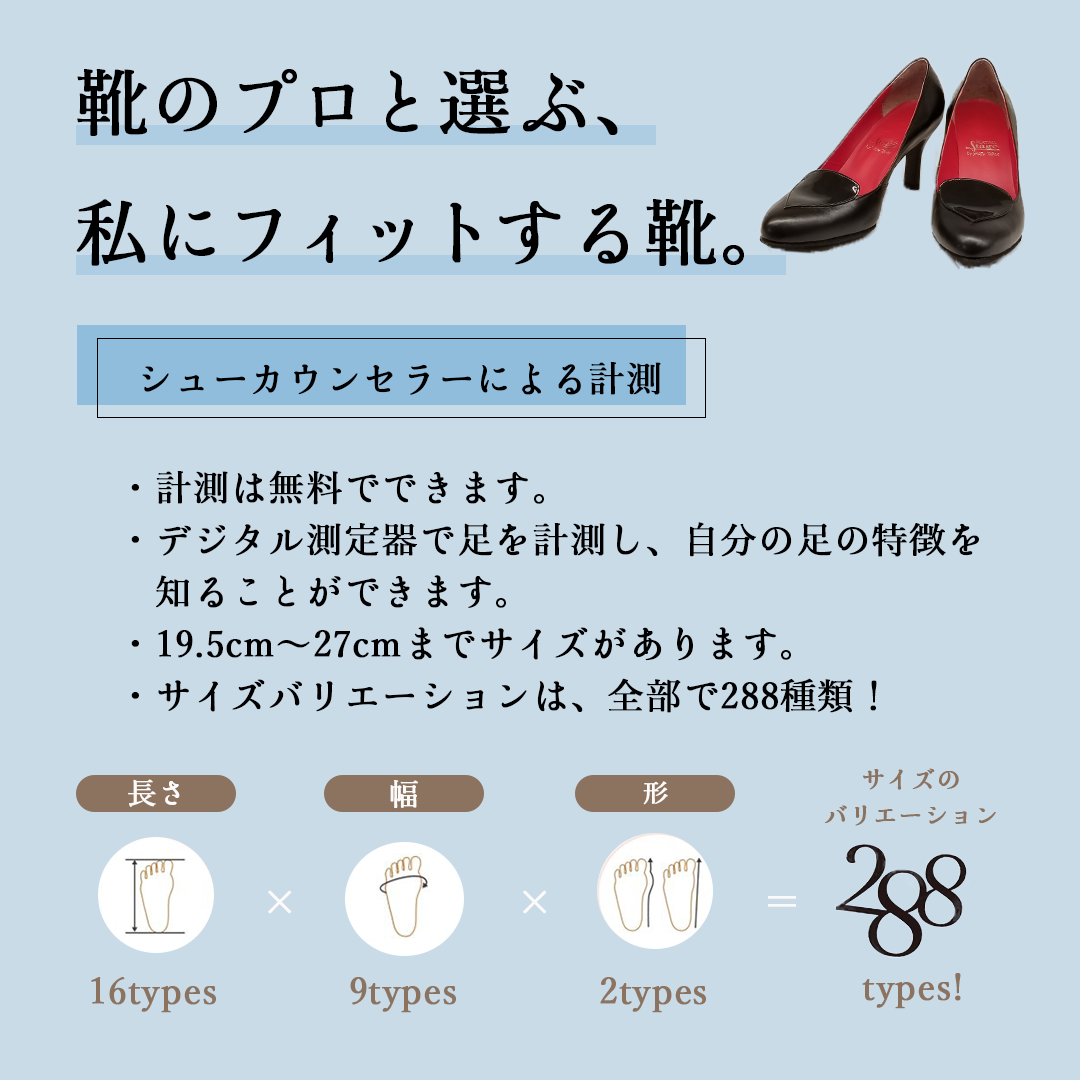 靴のプロと選ぶ、
私にフィットする靴。
シューカウンセラーによる計測
・計測は無料でできます。
・デジタル測定器で足を計測し、自分の足の特徴を
知ることができます。
・19.5cm〜27cmまでサイズがあります。
・サイズバリエーションは、全部で288種類！
長さ
幅
形
サイズの
バリエーション
×
×
＝
288
16types
9types
2types
types!